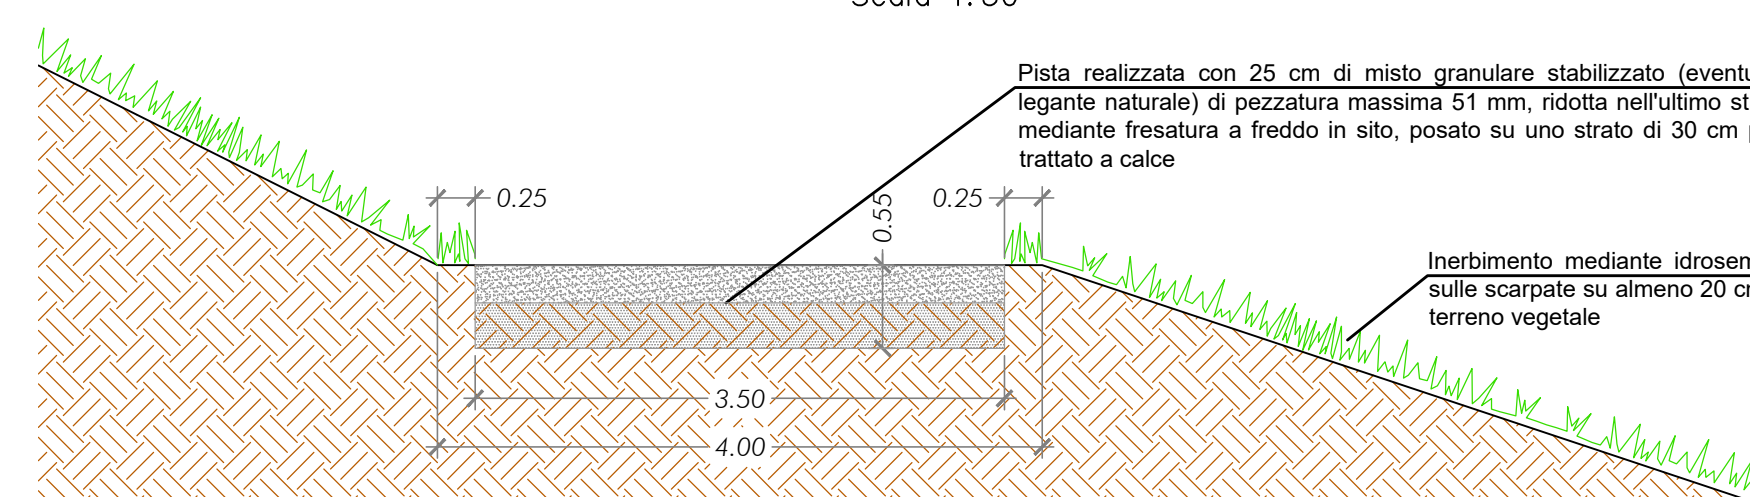 Pista realizzata con 25 cm di misto granulare stabilizzato
legante naturale) di pezzatura massima 51 mm, ridotta nell'ultimo
mediante fresatura a freddo in sito, posato su uno strato di 30 cm
trattato a calce
0.25
0.55
0.25
Inerbimento mediante
sulle scarpate su almeno 20
terreno vegetale
3.50
4.00